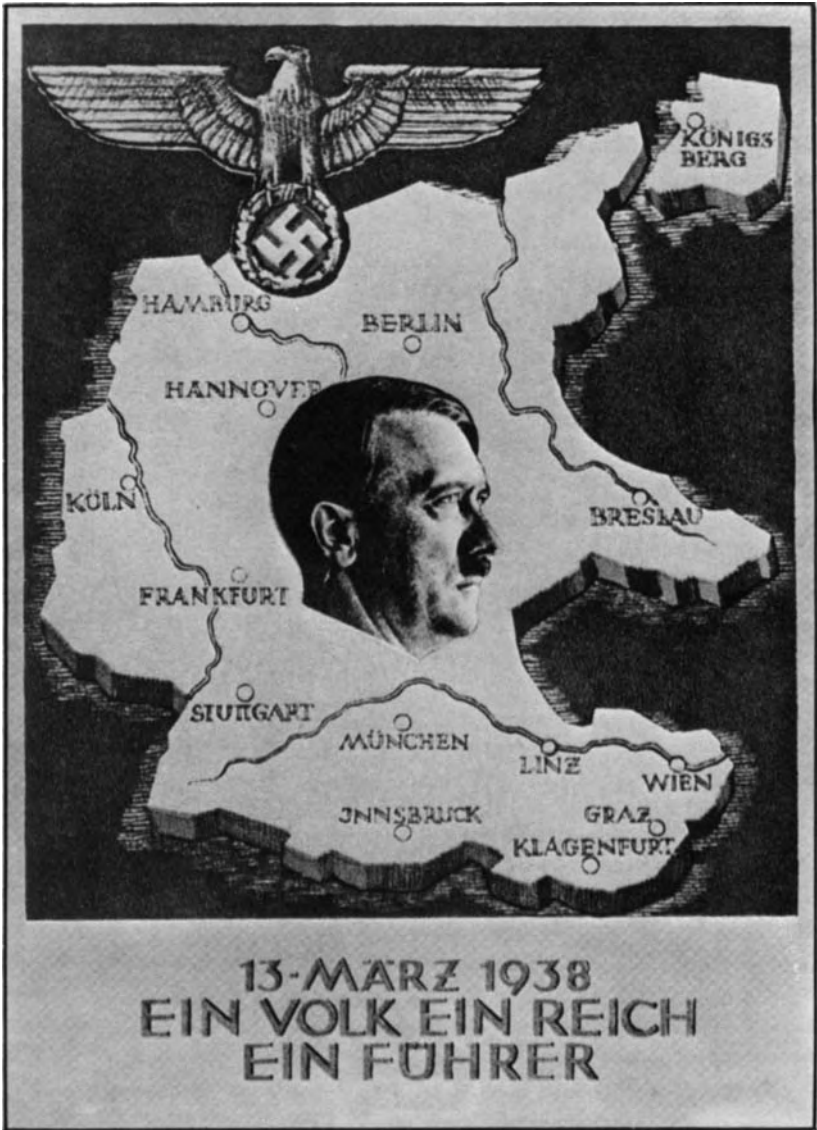 KÖNIGS
BERG
HAMBURG
BERLIN
HANNOVER
KÖLN
BRESLAU
FRANKFURT
STUTTGART
MÜNCHEN
LINZ
WIEN
JNNSBRUCK
GRAZ
KLAGENFURT
13-MÄRZ 1938
EIN VOLK EIN REICH
EIN FÜHRER